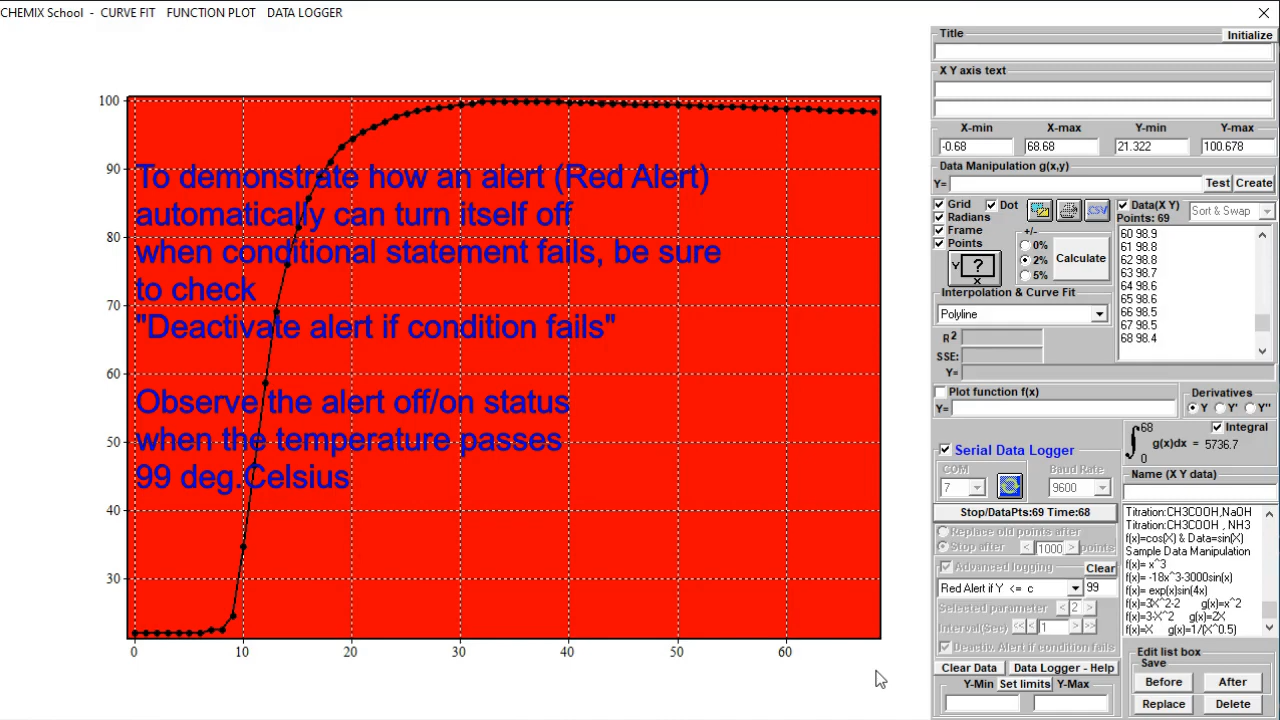 CHEMIX School - CURVE FIT FUNCTION PLOT DATA LOGGER
Title
Initialize
X Y axis text
X-min X-max Y-min Y-max
-0.68 68.68 21.322 100.678
Data Manipulation g(x,y)
Y= Test Create
Grid Dot CSV Data(X Y) Sort & Swap
Radians Points: 69
Frame +/-
Points 0%
2% Calculate
5%
Y ?
X
60 98.9
61 98.8
62 98.8
63 98.7
64 98.6
65 98.6
66 98.5
67 98.5
68 98.4
Interpolation & Curve Fit
Polyline
R2
SSE:
Y=
Plot function f(x)
Y=
Derivatives
Y Y' Y''
68 Integral
∫ g(x)dx = 5736.7
0
Serial Data Logger
COM Baud Rate
7 9600
Stop/DataPts:69 Time:68
Replace old points after
Stop after < 1000 > points
Advanced logging Clear
Red Alert if Y <= c 99
Selected parameter < 2 >
Interval(Sec) << < 1 > >>
Deactiv. Alert if condition fails
Clear Data Data Logger - Help
Y-Min Set limits Y-Max
Name (X Y data)
Titration:CH3COOH,NaOH
Titration:CH3COOH , NH3
f(x)=cos(X) & Data=sin(X)
Sample Data Manipulation
f(x)= x^3
f(x)= -18x^3-3000sin(x)
f(x)= exp(x)sin(4x)
f(x)=3X^2-2 g(x)=x^2
f(x)=3-X^2 g(x)=2X
f(x)=X g(x)=1/(X^0.5)
Edit list box
Save
Before After
Replace Delete
100
90
80
70
60
50
40
30
0 10 20 30 40 50 60
To demonstrate how an alert (Red Alert)
automatically can turn itself off
when conditional statement fails, be sure
to check
"Deactivate alert if condition fails"
Observe the alert off/on status
when the temperature passes
99 deg.Celsius